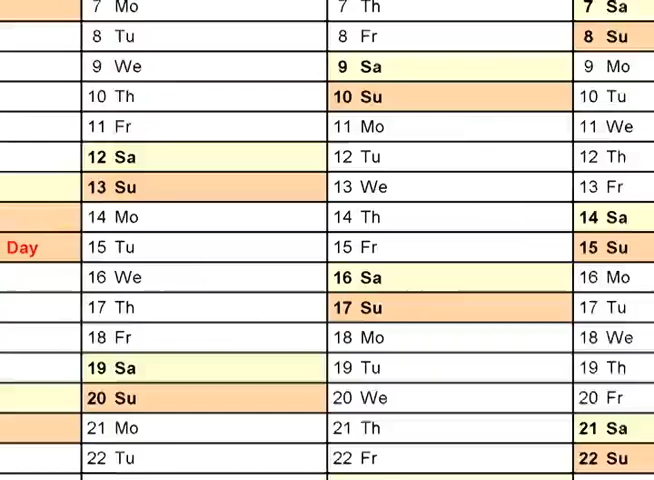 7 Mo 7 Th 7 Sa
8 Tu 8 Fr 8 Su
9 We 9 Sa 9 Mo
10 Th 10 Su 10 Tu
11 Fr 11 Mo 11 We
12 Sa 12 Tu 12 Th
13 Su 13 We 13 Fr
14 Mo 14 Th 14 Sa
Day 15 Tu 15 Fr 15 Su
16 We 16 Sa 16 Mo
17 Th 17 Su 17 Tu
18 Fr 18 Mo 18 We
19 Sa 19 Tu 19 Th
20 Su 20 We 20 Fr
21 Mo 21 Th 21 Sa
22 Tu 22 Fr 22 Su